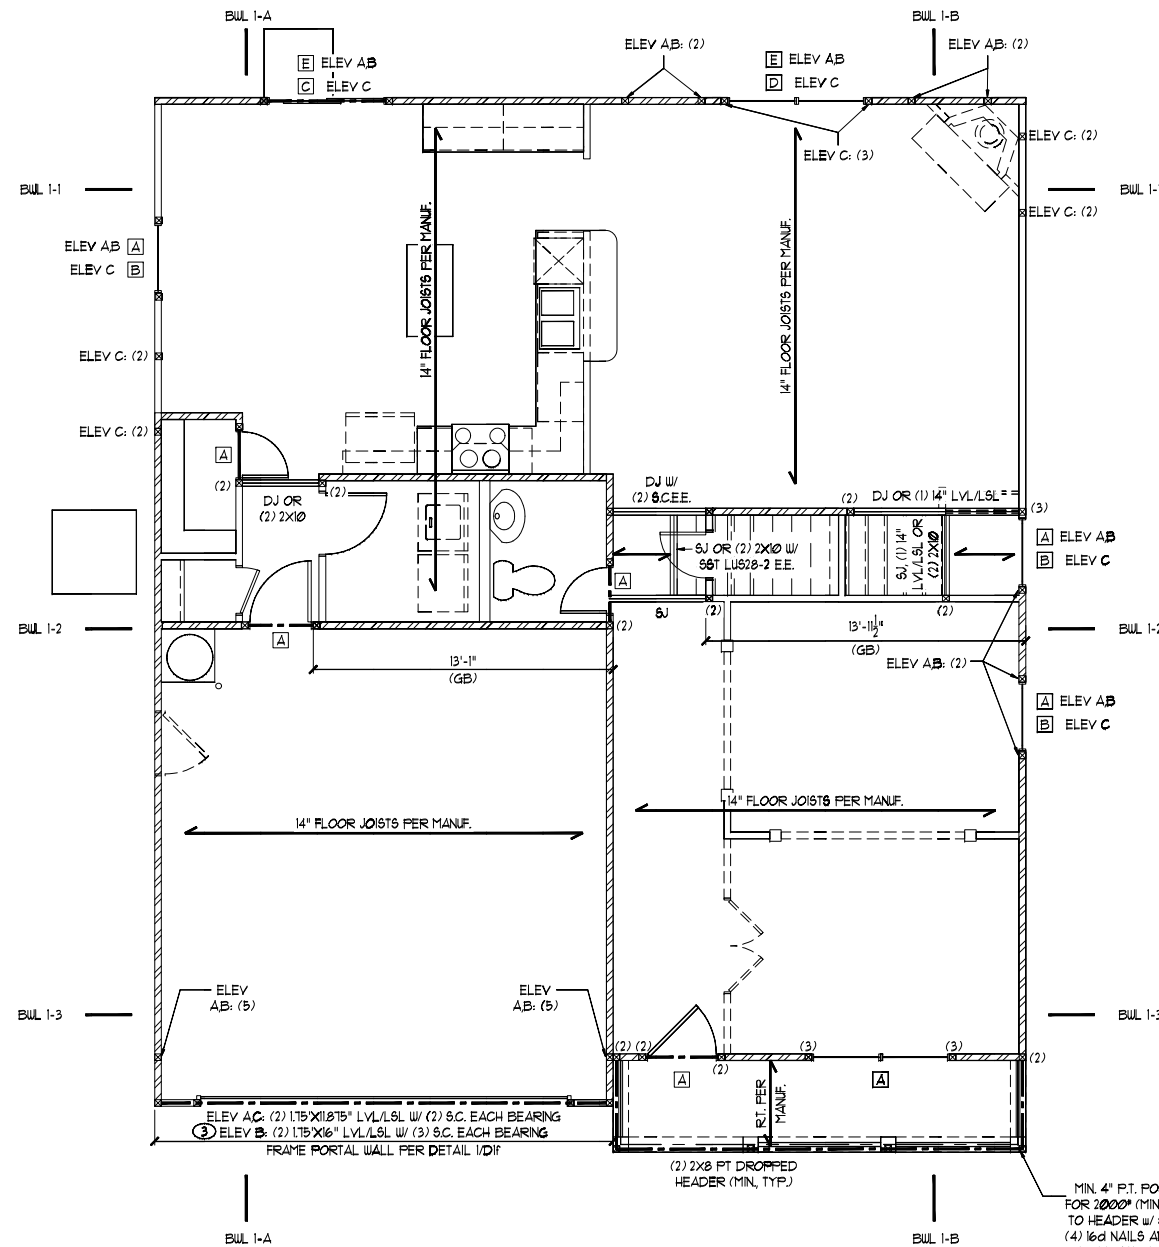 BWL 1-A
BWL 1-B
ELEV A,B: (2)
ELEV A,B: (2)
E ELEV A,B
C ELEV C
E ELEV A,B
D ELEV C
ELEV C: (2)
ELEV C: (3)
BWL 1-1
BWL 1-
ELEV C: (2)
ELEV A,B A
ELEV C B
14" FLOOR JOISTS PER MANUF.
14" FLOOR JOISTS PER MANUF.
ELEV C: (2)
ELEV C: (2)
A
(2)
(2)
DJ OR
(2) 2X10
DJ W/
(2) S.C.E.E.
(2)
DJ OR (1) 14" LVL/LSL
(3)
A ELEV A,B
B ELEV C
SJ OR (2) 2X10 W/
SST LUS28-2 E.E.
SJ, (1) 14"
LVL/LSL OR
(2) 2X10
A
SJ
(2)
(2)
(2)
BWL 1-2
A
BWL 1-2
13'-11 1/2"
(GB)
13'-1"
(GB)
ELEV A,B: (2)
A ELEV A,B
B ELEV C
14" FLOOR JOISTS PER MANUF.
14" FLOOR JOISTS PER MANUF.
ELEV
A,B: (5)
ELEV
A,B: (5)
BWL 1-3
BWL 1-3
(2) (2)
(2)
(3)
(3)
(2)
A
A
R.T. PER
MANUF.
ELEV A,C: (2) 1.75"X11.875" LVL/LSL W/ (2) S.C. EACH BEARING
3 ELEV B: (2) 1.75"X16" LVL/LSL W/ (3) S.C. EACH BEARING
FRAME PORTAL WALL PER DETAIL 1/D1f
(2) 2X8 PT DROPPED
HEADER (MIN., TYP.)
MIN. 4" P.T. PO
FOR 2000# (MIN
TO HEADER w/
(4) 16d NAILS A
BWL 1-A
BWL 1-B